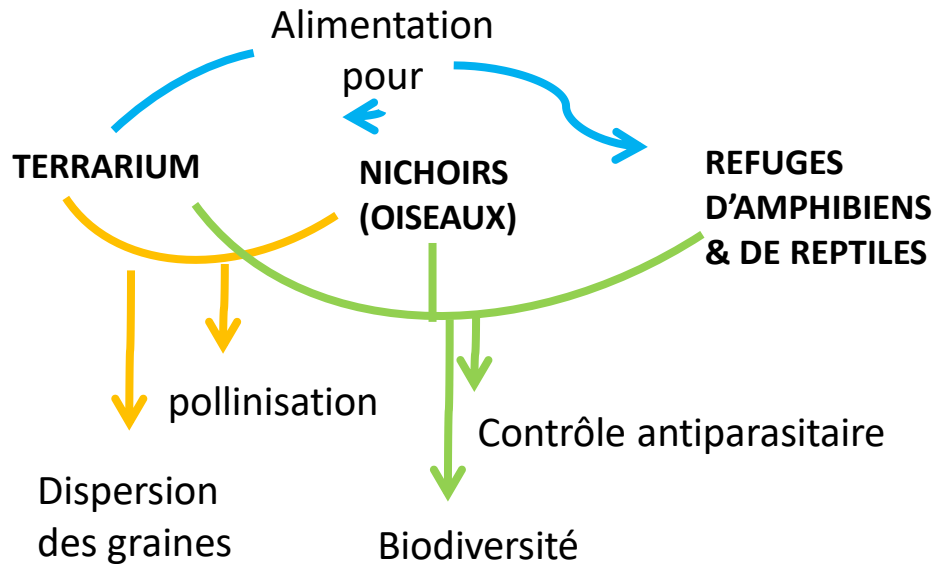 Alimentation
pour
TERRARIUM
NICHOIRS
(OISEAUX)
REFUGES
D’AMPHIBIENS
& DE REPTILES
pollinisation
Contrôle antiparasitaire
Dispersion
des graines
Biodiversité